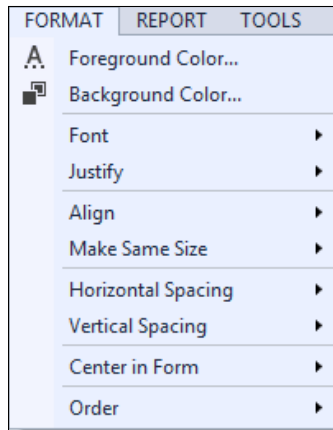 FORMAT REPORT TOOLS
Foreground Color...
Background Color...
Font
Justify
Align
Make Same Size
Horizontal Spacing
Vertical Spacing
Center in Form
Order